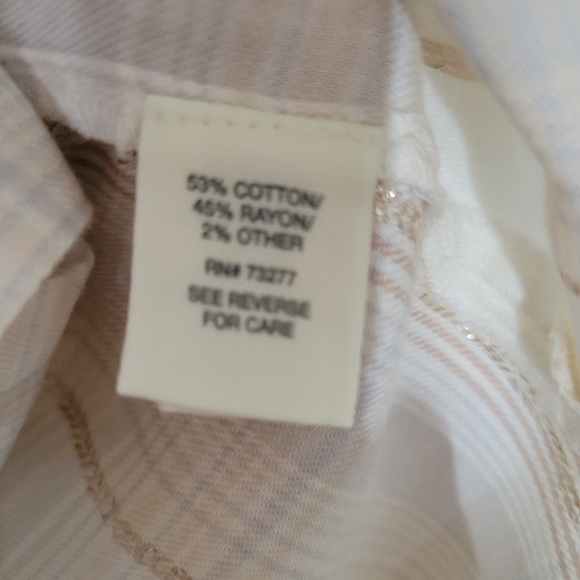 53% COTTON/
45% RAYON/
2% OTHER
RN# 73277
SEE REVERSE
FOR CARE